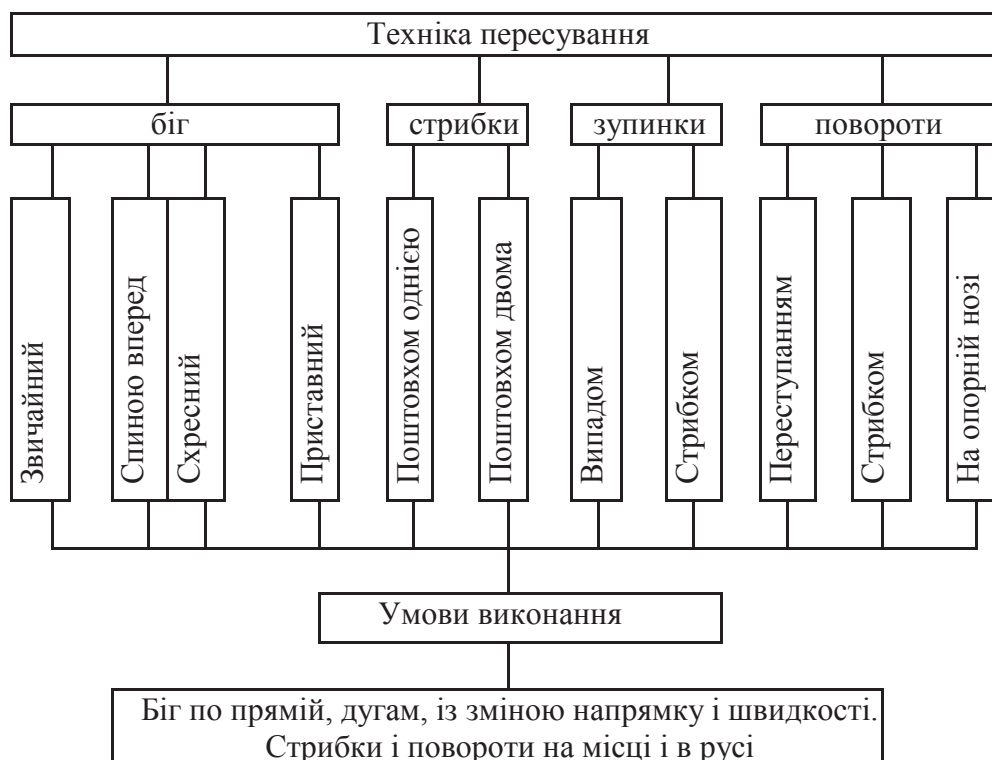 Техніка пересування
біг
стрибки
зупинки
повороти
Звичайний
Спиною вперед
Схресний
Приставний
Поштовхом однією
Поштовхом двома
Випадом
Стрибком
Переступанням
Стрибком
На опорній нозі
Умови виконання
Біг по прямій, дугам, із зміною напрямку і швидкості.
Стрибки і повороти на місці і в русі